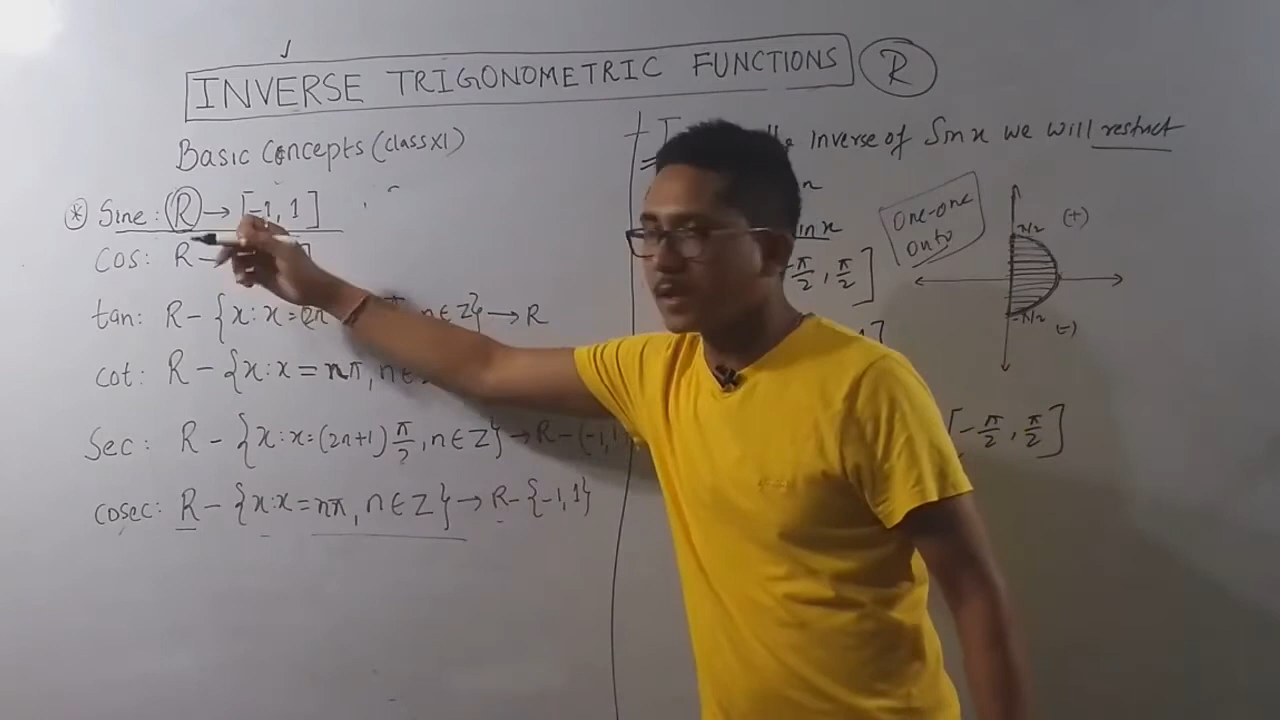 INVERSE TRIGONOMETRIC FUNCTIONS
R
Basic Concepts (class XI)
* Sine: R → [-1, 1]
Cos: R
tan: R - {x: x = n ∈ Z} → R
cot: R - {x: x = nπ, n ∈
Sec: R - {x: x = (2n+1) π/2, n ∈ Z} → R - (-1, 1
cosec: R - {x: x = nπ, n ∈ Z} → R - {-1, 1}
inverse of Sin x we will restrict
in x
π/2, π/2]
One-one
onto
π/2
(+)
-π/2
(-)
[-π/2, π/2]